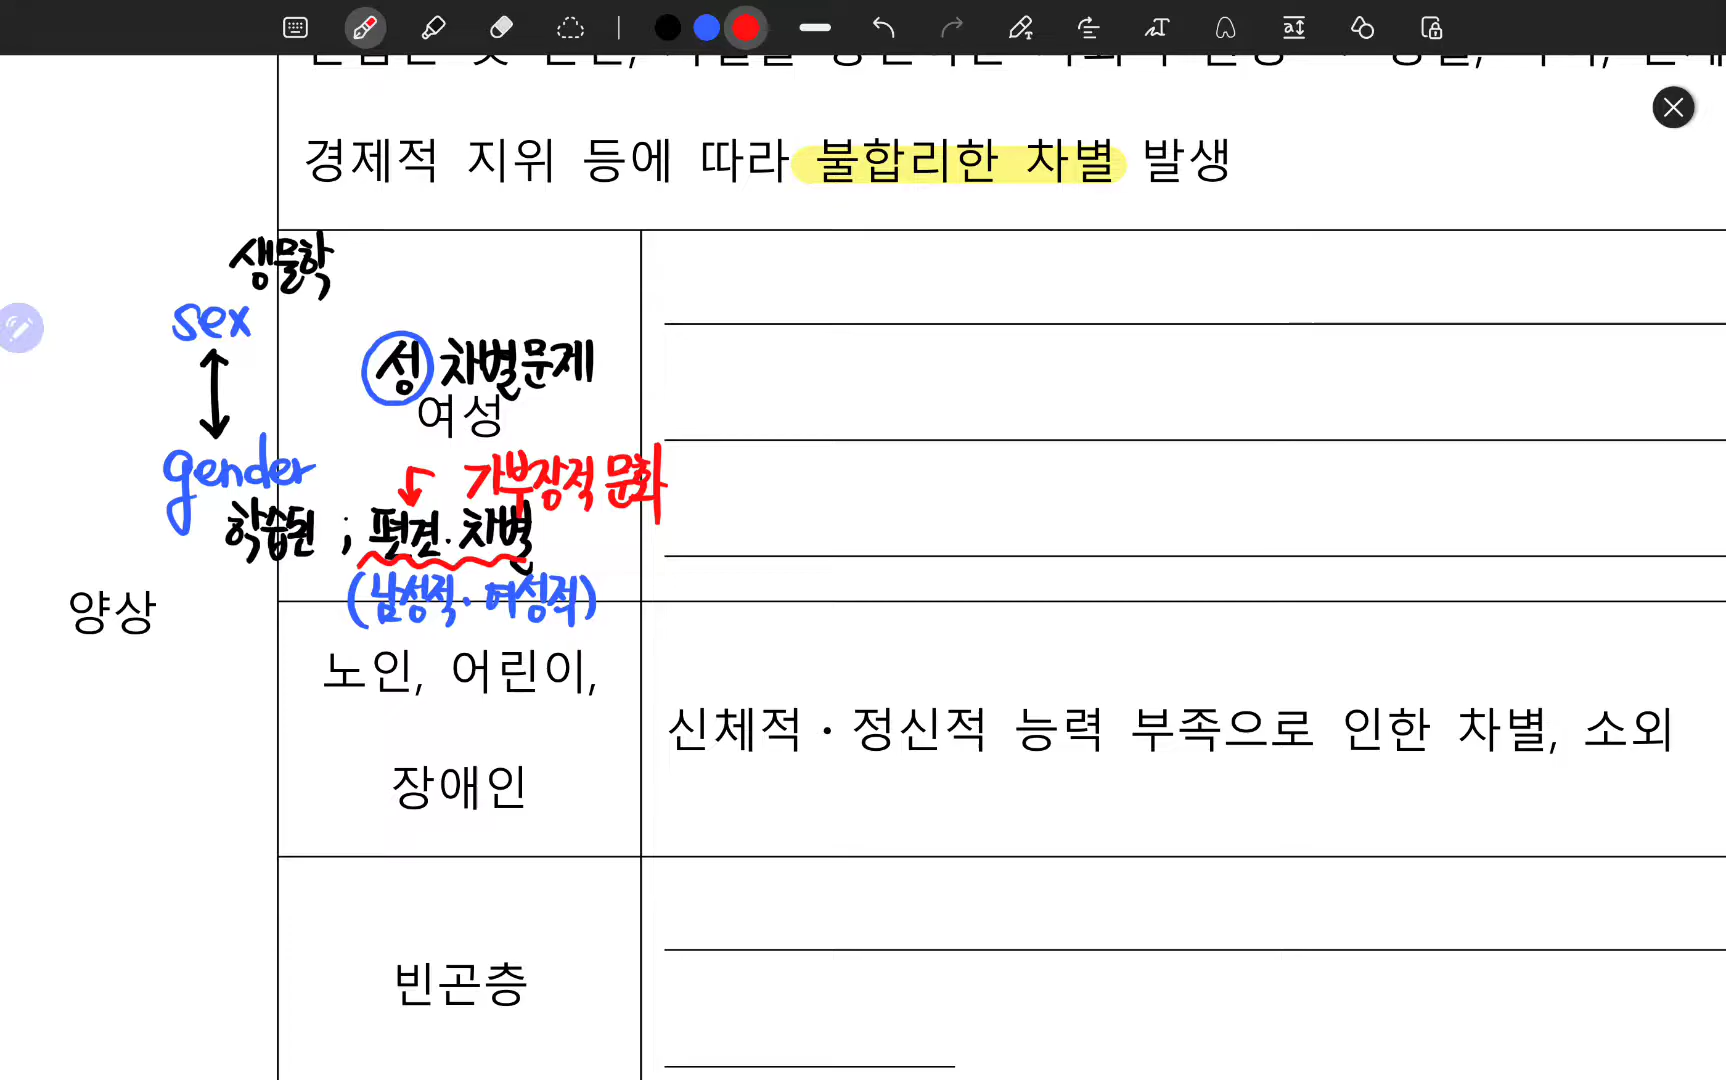 경제적 지위 등에 따라 불합리한 차별 발생
생물학
sex
성 차별문제
여성
gender
가부장적 문화
학습된 ; 편견·차별
(남성적·여성적)
양상
노인, 어린이,
장애인
신체적·정신적 능력 부족으로 인한 차별, 소외
빈곤층